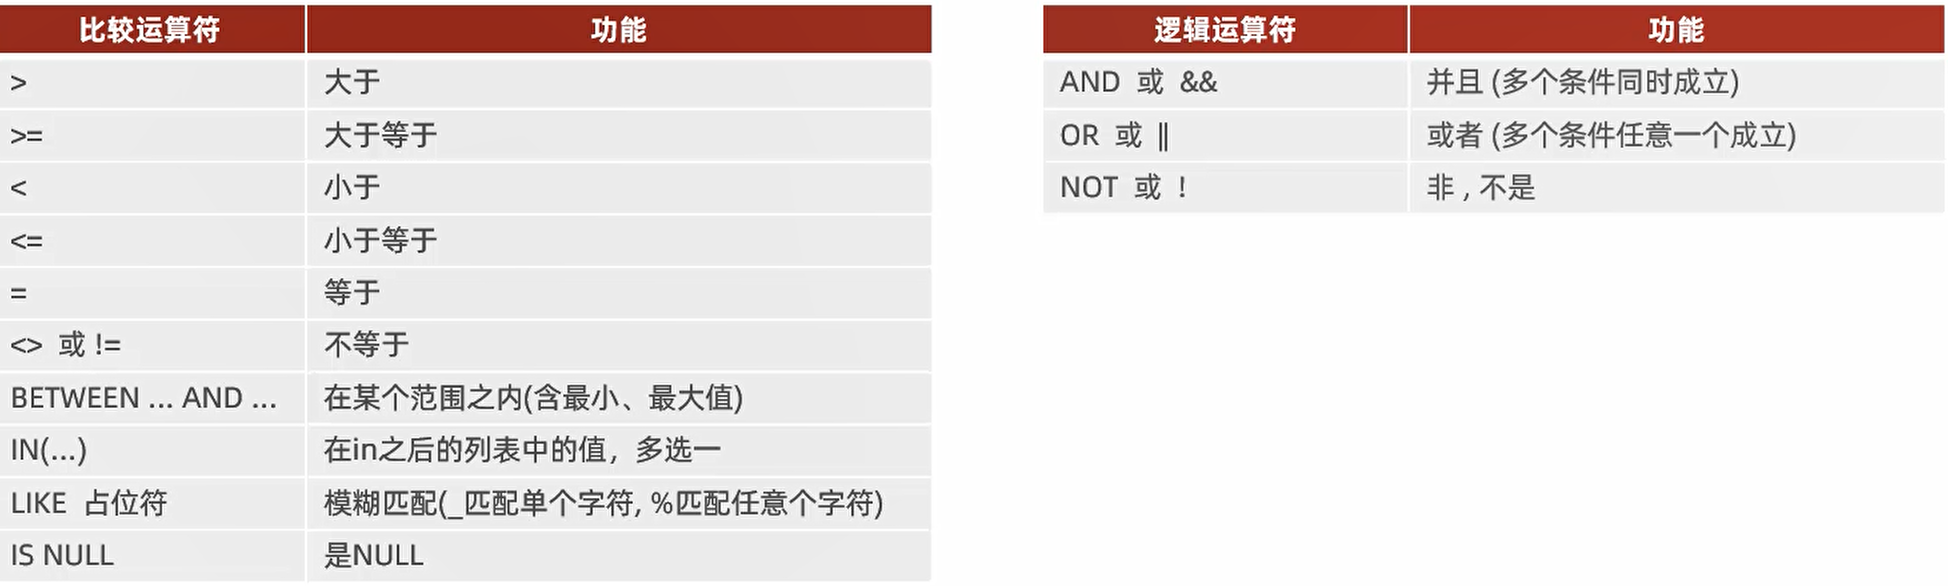 比较运算符 功能
> 大于
>= 大于等于
< 小于
<= 小于等于
= 等于
<> 或 != 不等于
BETWEEN ... AND ... 在某个范围之内(含最小、最大值)
IN(...) 在in之后的列表中的值，多选一
LIKE 占位符 模糊匹配(_匹配单个字符, %匹配任意个字符)
IS NULL 是NULL
逻辑运算符 功能
AND 或 && 并且 (多个条件同时成立)
OR 或 || 或者 (多个条件任意一个成立)
NOT 或 ! 非 , 不是